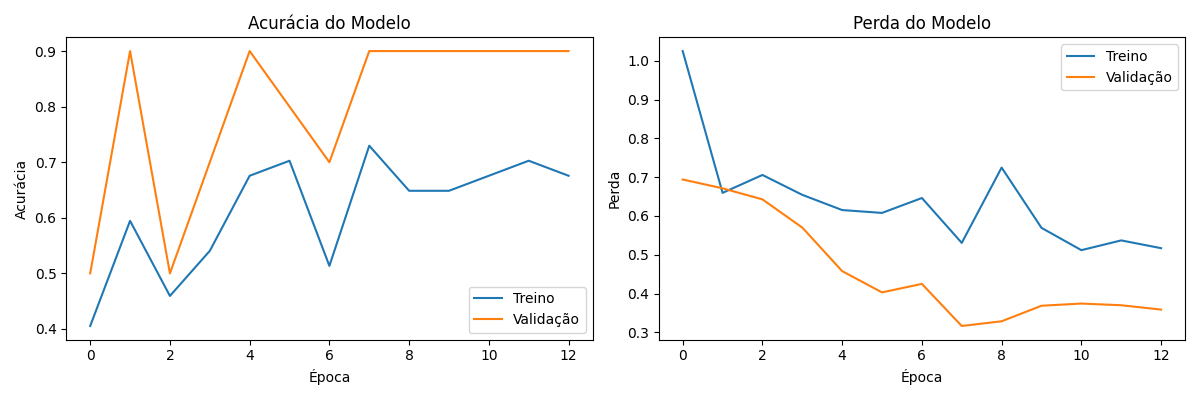 Acurácia do Modelo
Acurácia
0.9
0.8
0.7
0.6
0.5
0.4
0 2 4 6 8 10 12
Época
Treino
Validação
Perda do Modelo
Perda
1.0
0.9
0.8
0.7
0.6
0.5
0.4
0.3
0 2 4 6 8 10 12
Época
Treino
Validação